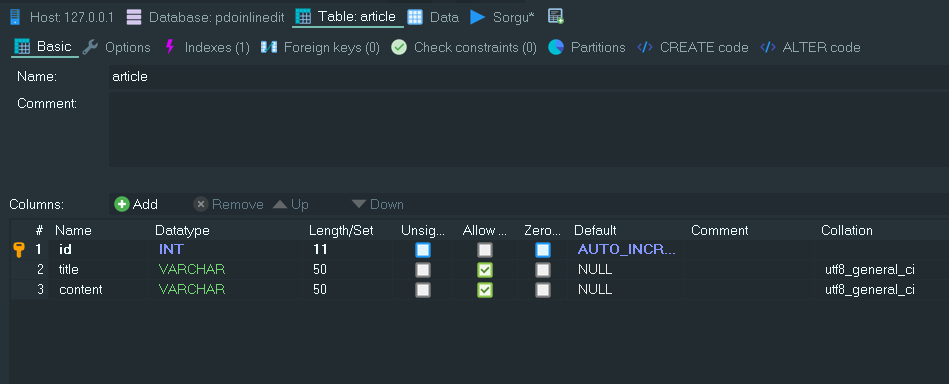 Host: 127.0.0.1 Database: pdoinlinedit Table: article Data Sorgu*
Basic Options Indexes (1) Foreign keys (0) Check constraints (0) Partitions CREATE code ALTER code
Name: article
Comment:
Columns: Add Remove Up Down
# Name Datatype Length/Set Unsig... Allow ... Zero... Default Comment Collation
1 id INT 11 AUTO_INCR...
2 title VARCHAR 50 NULL utf8_general_ci
3 content VARCHAR 50 NULL utf8_general_ci